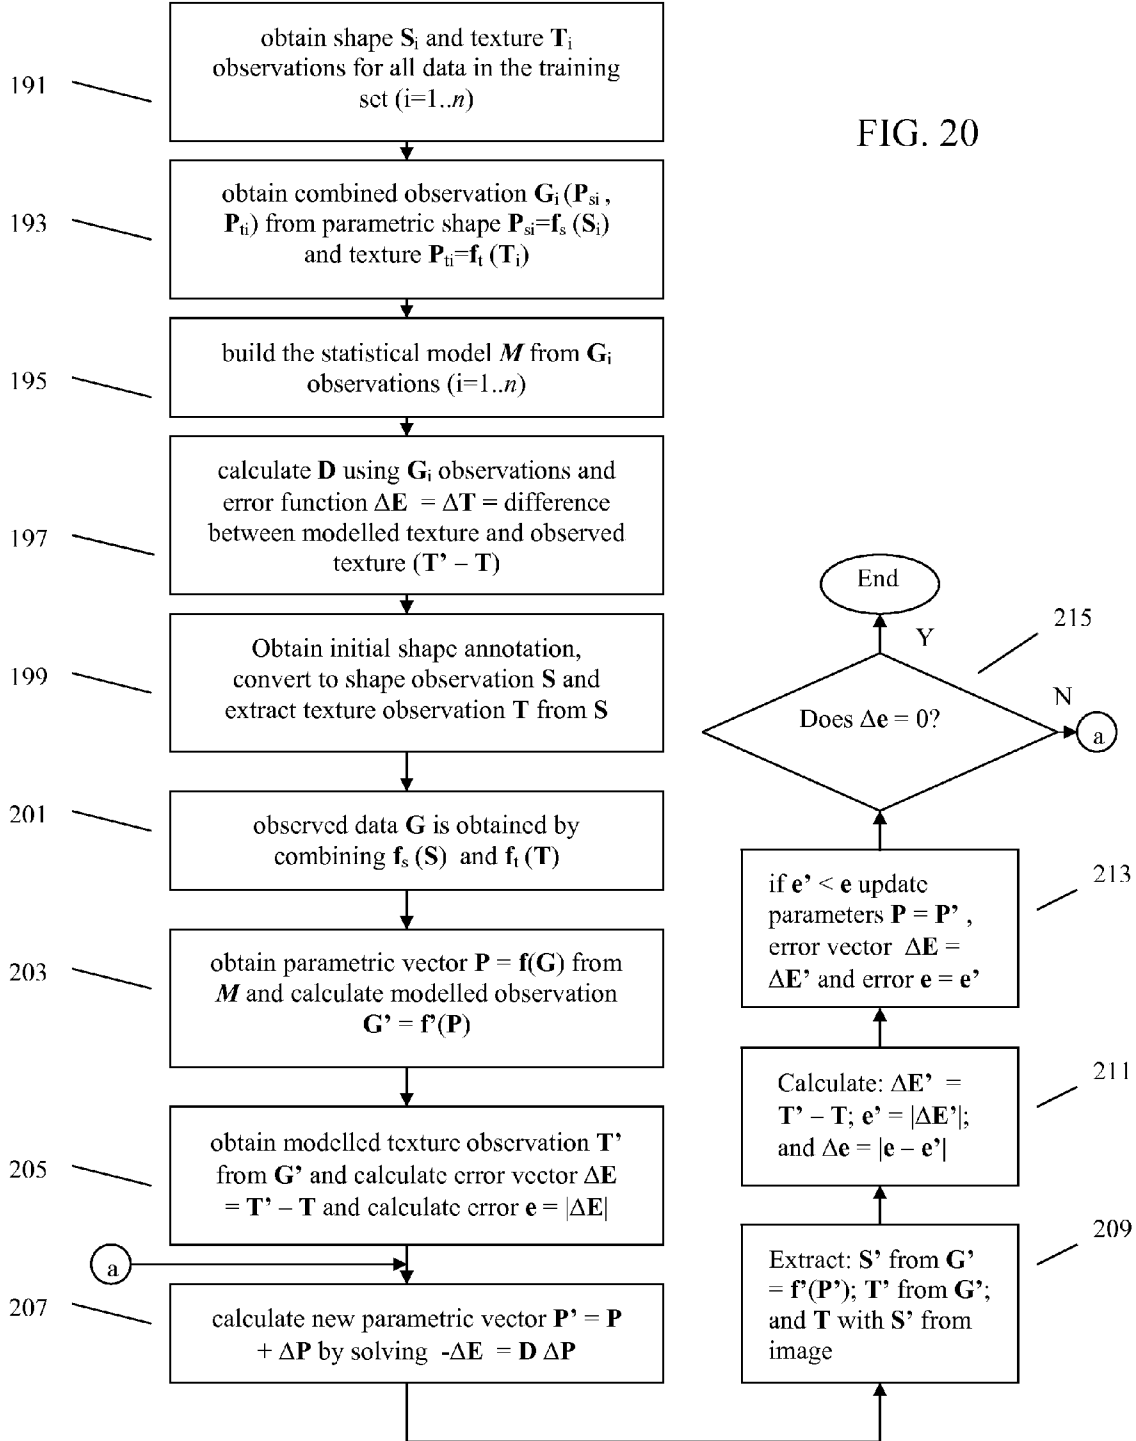 FIG. 20
191
obtain shape Si and texture Ti
observations for all data in the training
set (i=1..n)
193
obtain combined observation Gi (Psi ,
Pti) from parametric shape Psi=fs (Si)
and texture Pti=ft (Ti)
195
build the statistical model M from Gi
observations (i=1..n)
197
calculate D using Gi observations and
error function ΔE = ΔT = difference
between modelled texture and observed
texture (T’ – T)
199
Obtain initial shape annotation,
convert to shape observation S and
extract texture observation T from S
201
observed data G is obtained by
combining fs (S) and ft (T)
203
obtain parametric vector P = f(G) from
M and calculate modelled observation
G’ = f’(P)
205
obtain modelled texture observation T’
from G’ and calculate error vector ΔE
= T’ – T and calculate error e = |ΔE|
a
207
calculate new parametric vector P’ = P
+ ΔP by solving -ΔE = D ΔP
209
Extract: S’ from G’
= f’(P’); T’ from G’;
and T with S’ from
image
211
Calculate: ΔE’ =
T’ – T; e’ = |ΔE’|;
and Δe = |e – e’|
213
if e’ < e update
parameters P = P’ ,
error vector ΔE =
ΔE’ and error e = e’
215
Does Δe = 0?
Y
N
a
End